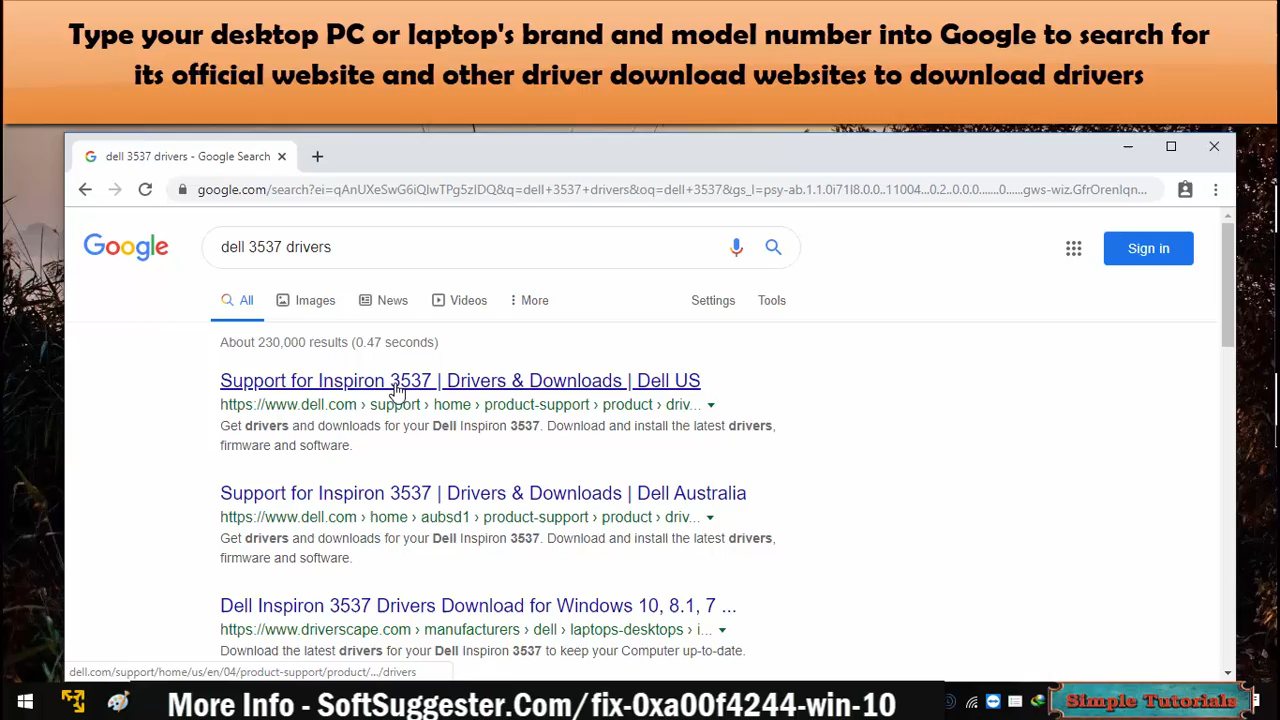 Type your desktop PC or laptop's brand and model number into Google to search for
its official website and other driver download websites to download drivers
dell 3537 drivers - Google Search
google.com/search?ei=qAnUXeSwG6iQlwTPg5zIDQ&q=dell+3537+drivers&oq=dell+3537&gs_l=psy-ab.1.1.0i71l8.0.0..11004...0.2..0.0.0.......0......gws-wiz.GfrOrenIqn...
Google
dell 3537 drivers
Sign in
All Images News Videos More Settings Tools
About 230,000 results (0.47 seconds)
Support for Inspiron 3537 | Drivers & Downloads | Dell US
https://www.dell.com › support › home › product-support › product › driv...
Get drivers and downloads for your Dell Inspiron 3537. Download and install the latest drivers,
firmware and software.
Support for Inspiron 3537 | Drivers & Downloads | Dell Australia
https://www.dell.com › home › aubsd1 › product-support › product › driv...
Get drivers and downloads for your Dell Inspiron 3537. Download and install the latest drivers,
firmware and software.
Dell Inspiron 3537 Drivers Download for Windows 10, 8.1, 7 ...
https://www.driverscape.com › manufacturers › dell › laptops-desktops › i...
Download the latest drivers for Dell Inspiron 3537 to keep your Computer up-to-date.
dell.com/support/home/us/en/04/product-support/product/.../drivers
More Info - SoftSuggester.Com/fix-0xa00f4244-win-10
Simple Tutorials